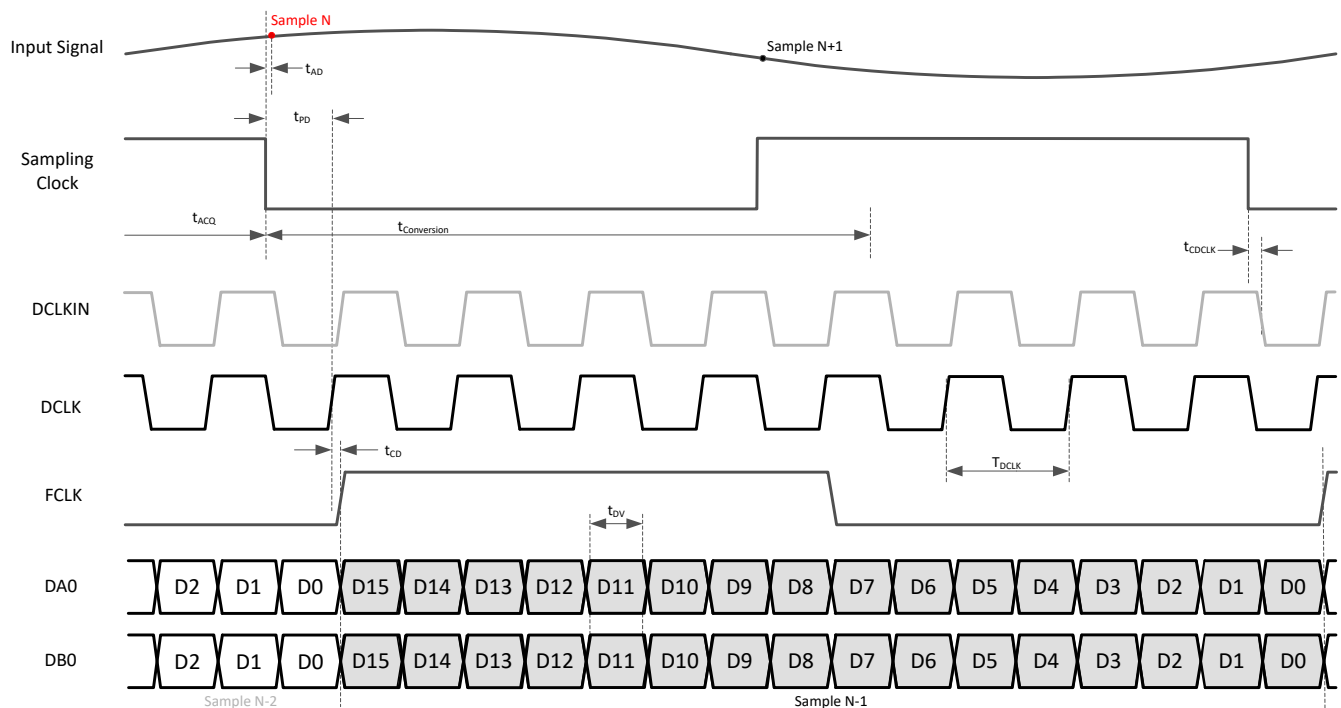 Sample N
Input Signal
Sample N+1
tAD
tPD
Sampling
Clock
tACQ
tConversion
tCDCLK
DCLKIN
DCLK
tCD
TDCLK
FCLK
tDV
DA0 D2 D1 D0 D15 D14 D13 D12 D11 D10 D9 D8 D7 D6 D5 D4 D3 D2 D1 D0
DB0 D2 D1 D0 D15 D14 D13 D12 D11 D10 D9 D8 D7 D6 D5 D4 D3 D2 D1 D0
Sample N-2 Sample N-1